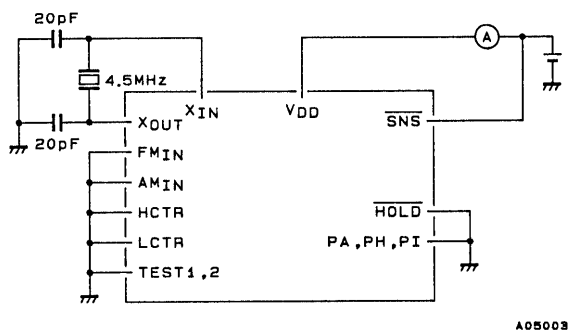 20pF
A
4.5MHz
XIN
VDD
XOUT
SNS
20pF
FMIN
AMIN
HCTR
HOLD
LCTR
PA,PH,PI
TEST1,2
A05003